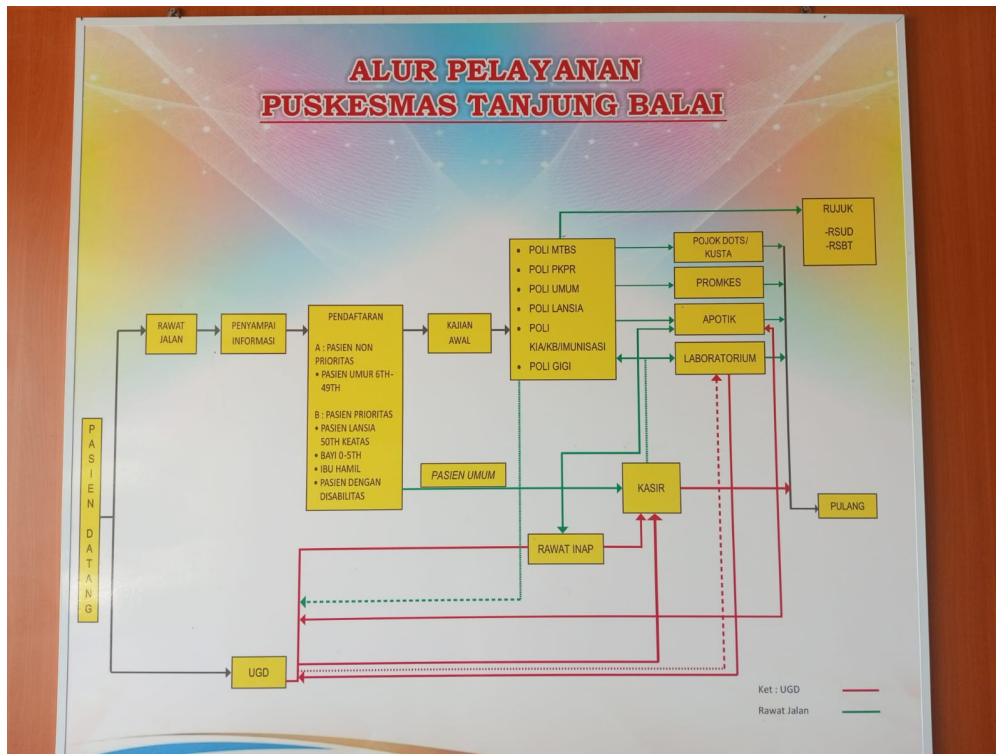 ALUR PELAYANAN
PUSKESMAS TANJUNG BALAI
PASIEN DATANG
RAWAT
JALAN
PENYAMPAI
INFORMASI
PENDAFTARAN
A : PASIEN NON
PRIORITAS
• PASIEN UMUR 6TH-
49TH
B : PASIEN PRIORITAS
• PASIEN LANSIA
50TH KEATAS
• BAYI 0-5TH
• IBU HAMIL
• PASIEN DENGAN
DISABILITAS
KAJIAN
AWAL
• POLI MTBS
• POLI PKPR
• POLI UMUM
• POLI LANSIA
• POLI
KIA/KB/IMUNISASI
• POLI GIGI
POJOK DOTS/
KUSTA
PROMKES
APOTIK
LABORATORIUM
RUJUK
-RSUD
-RSBT
PASIEN UMUM
KASIR
PULANG
RAWAT INAP
UGD
Ket : UGD
Rawat Jalan